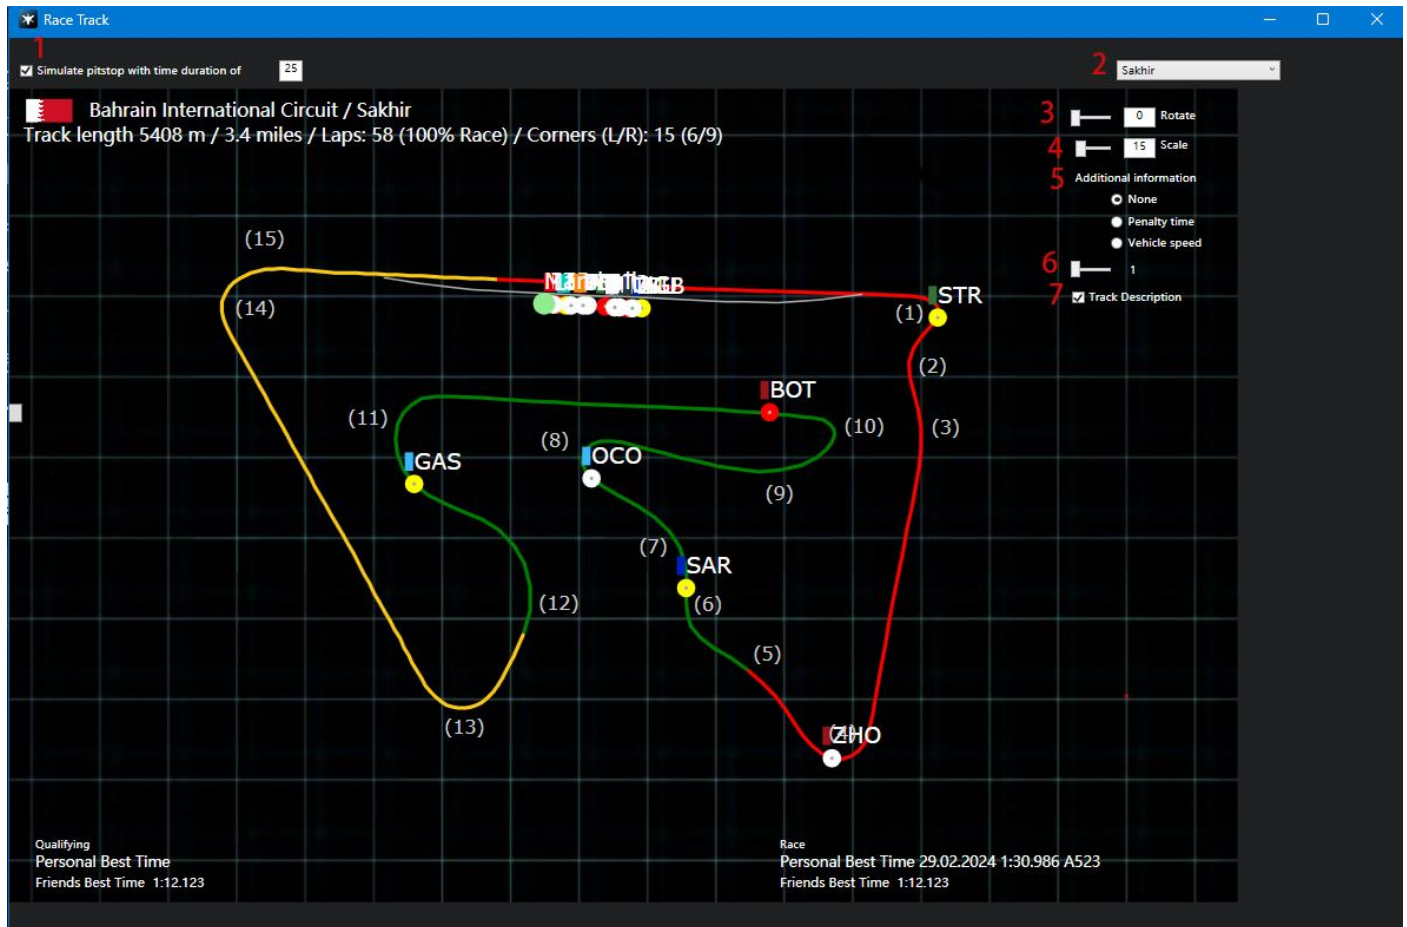 Race Track
1
Simulate pitstop with time duration of 25
2 Sakhir
Bahrain International Circuit / Sakhir
Track length 5408 m / 3.4 miles / Laps: 58 (100% Race) / Corners (L/R): 15 (6/9)
3 0 Rotate
4 15 Scale
5 Additional information
None
Penalty time
Vehicle speed
6 1
7 Track Description
(15)
(14)
STR
(1)
(2)
BOT
(11)
(10)
(3)
(8)
OCO
GAS
(9)
(7)
SAR
(12)
(6)
(5)
(13)
(4)
ZHO
Qualifying
Personal Best Time
Friends Best Time 1:12.123
Race
Personal Best Time 29.02.2024 1:30.986 A523
Friends Best Time 1:12.123